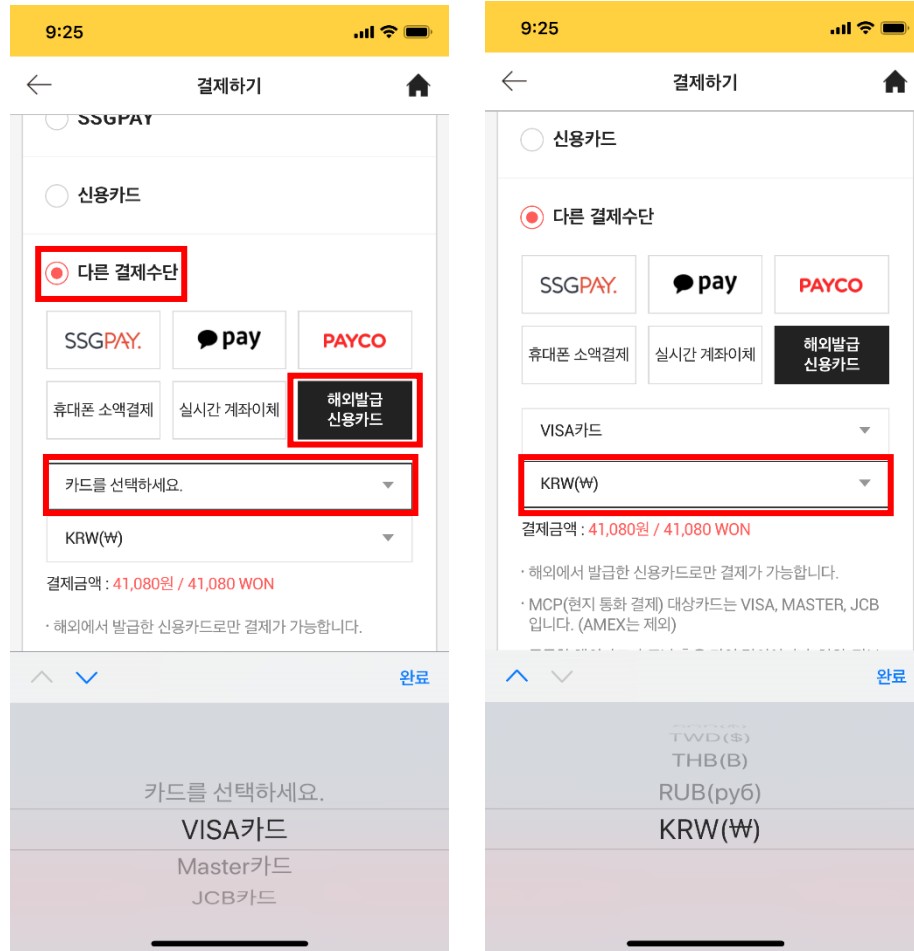 9:25
결제하기
SSGPAY
신용카드
다른 결제수단
SSGPAY.
pay
PAYCO
휴대폰 소액결제
실시간 계좌이체
해외발급
신용카드
카드를 선택하세요.
KRW(₩)
결제금액 : 41,080원 / 41,080 WON
· 해외에서 발급한 신용카드로만 결제가 가능합니다.
완료
카드를 선택하세요.
VISA카드
Master카드
JCB카드
9:25
결제하기
신용카드
다른 결제수단
SSGPAY.
pay
PAYCO
휴대폰 소액결제
실시간 계좌이체
해외발급
신용카드
VISA카드
KRW(₩)
결제금액 : 41,080원 / 41,080 WON
· 해외에서 발급한 신용카드로만 결제가 가능합니다.
· MCP(현지 통화 결제) 대상카드는 VISA, MASTER, JCB
입니다. (AMEX는 제외)
완료
TWD($)
THB(B)
RUB(руб)
KRW(₩)